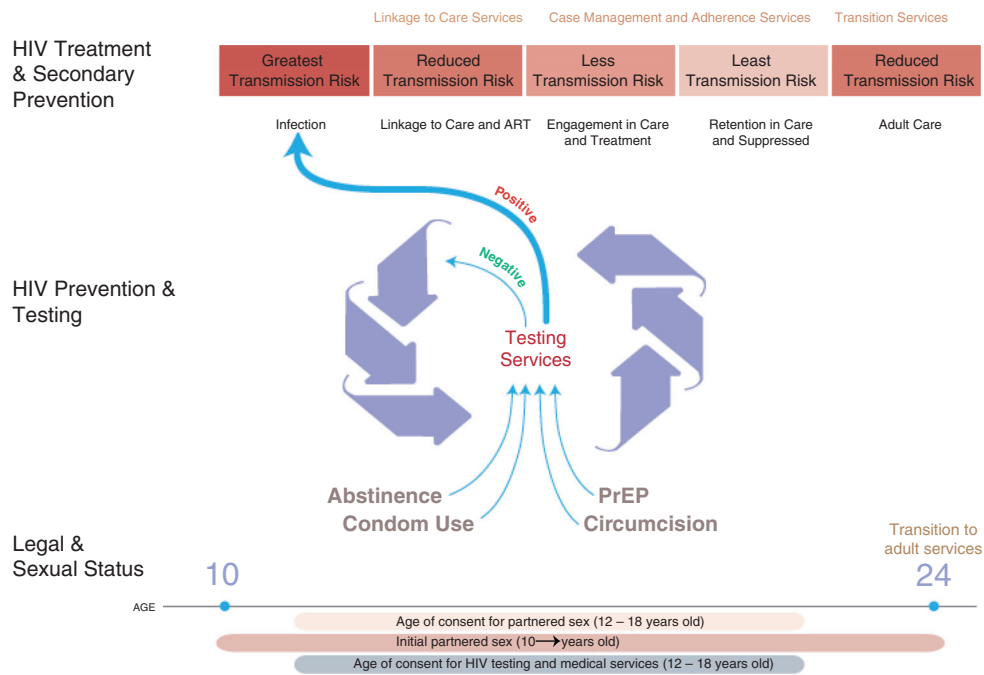 Linkage to Care Services
Case Management and Adherence Services
Transition Services
HIV Treatment
& Secondary
Prevention
Greatest
Transmission Risk
Reduced
Transmission Risk
Less
Transmission Risk
Least
Transmission Risk
Reduced
Transmission Risk
Infection
Linkage to Care and ART
Engagement in Care
and Treatment
Retention in Care
and Suppressed
Adult Care
Positive
Negative
HIV Prevention &
Testing
Testing
Services
Abstinence
Condom Use
PrEP
Circumcision
Legal &
Sexual Status
Transition to
adult services
10
24
AGE
Age of consent for partnered sex (12 – 18 years old)
Initial partnered sex (10→years old)
Age of consent for HIV testing and medical services (12 – 18 years old)